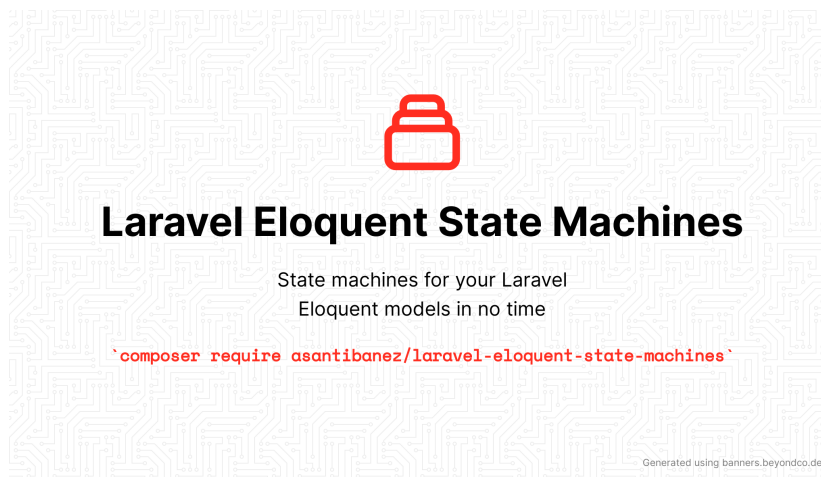 Laravel Eloquent State Machines
State machines for your Laravel
Eloquent models in no time
`composer require asantibanez/laravel-eloquent-state-machines`
Generated using banners.beyondco.de